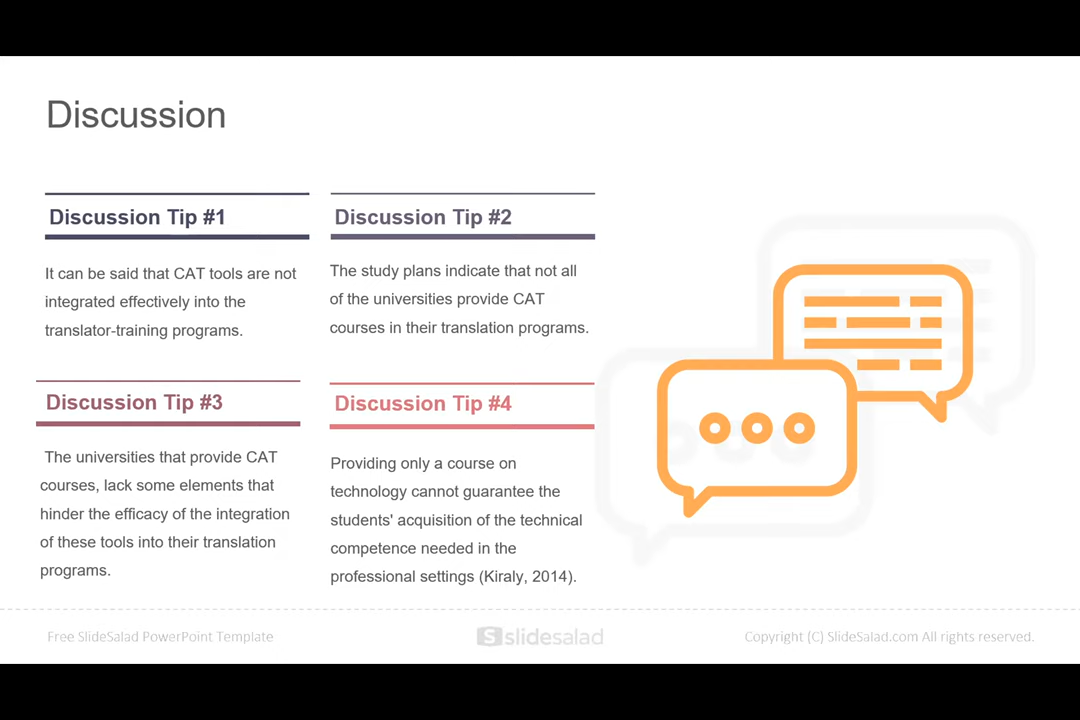 Discussion
Discussion Tip #1
It can be said that CAT tools are not
integrated effectively into the
translator-training programs.
Discussion Tip #2
The study plans indicate that not all
of the universities provide CAT
courses in their translation programs.
Discussion Tip #3
The universities that provide CAT
courses, lack some elements that
hinder the efficacy of the integration
of these tools into their translation
programs.
Discussion Tip #4
Providing only a course on
technology cannot guarantee the
students' acquisition of the technical
competence needed in the
professional settings (Kiraly, 2014).
Free SlideSalad PowerPoint Template
S slidesalad
Copyright (C) SlideSalad.com All rights reserved.